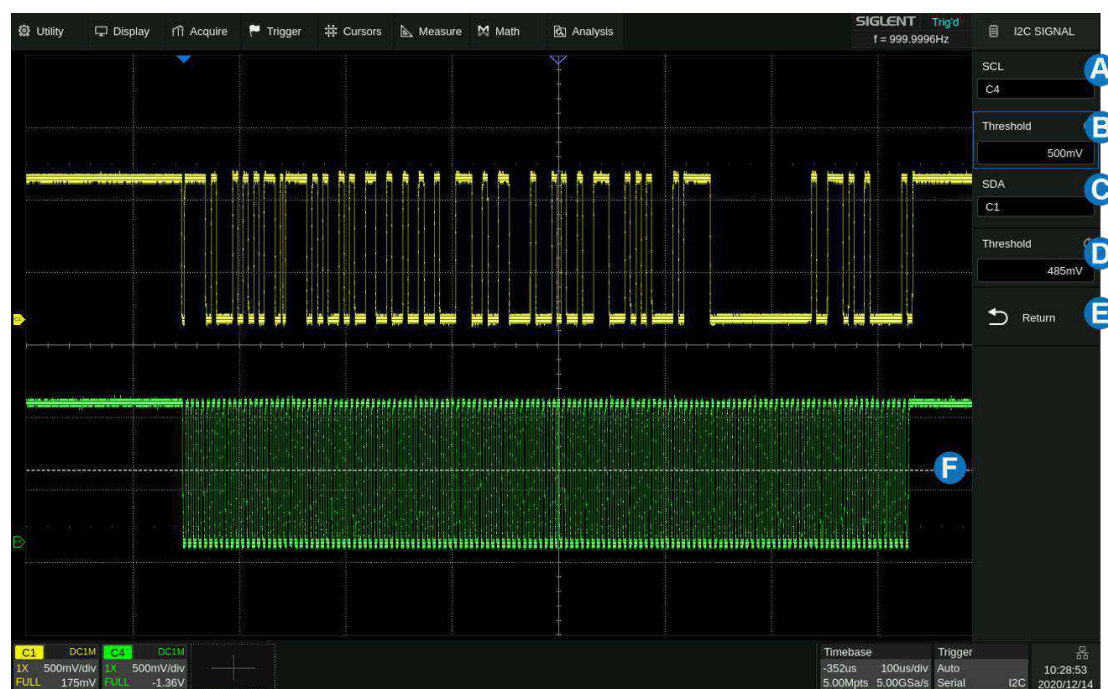 Utility Display Acquire Trigger Cursors Measure Math Analysis
SIGLENT Trig'd
f = 999.9996Hz
I2C SIGNAL
SCL
A
C4
Threshold
B
500mV
SDA
C
C1
Threshold
D
485mV
Return
E
F
C1 DC1M
1X 500mV/div
FULL 175mV
C4 DC1M
1X 500mV/div
FULL -1.36V
Timebase
-352us 100us/div
5.00Mpts 5.00GSa/s
Trigger
Auto
Serial I2C
10:28:53
2020/12/14